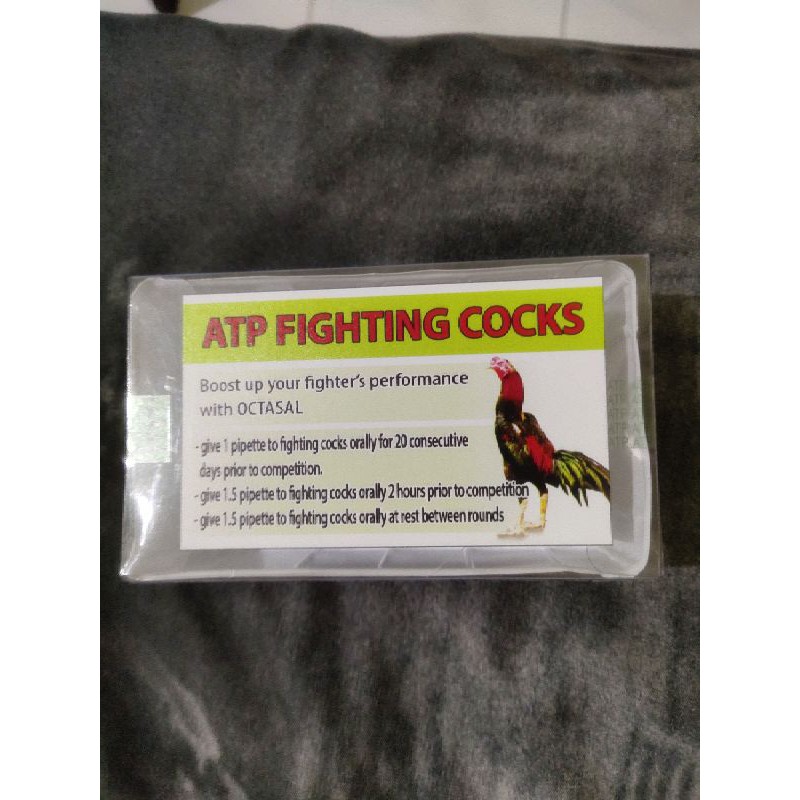 ATP FIGHTING COCKS
Boost up your fighter's performance
with OCTASAL
- give 1 pipette to fighting cocks orally for 20 consecutive
days prior to competition.
- give 1.5 pipette to fighting cocks orally 2 hours prior to competition
- give 1.5 pipette to fighting cocks orally at rest between rounds